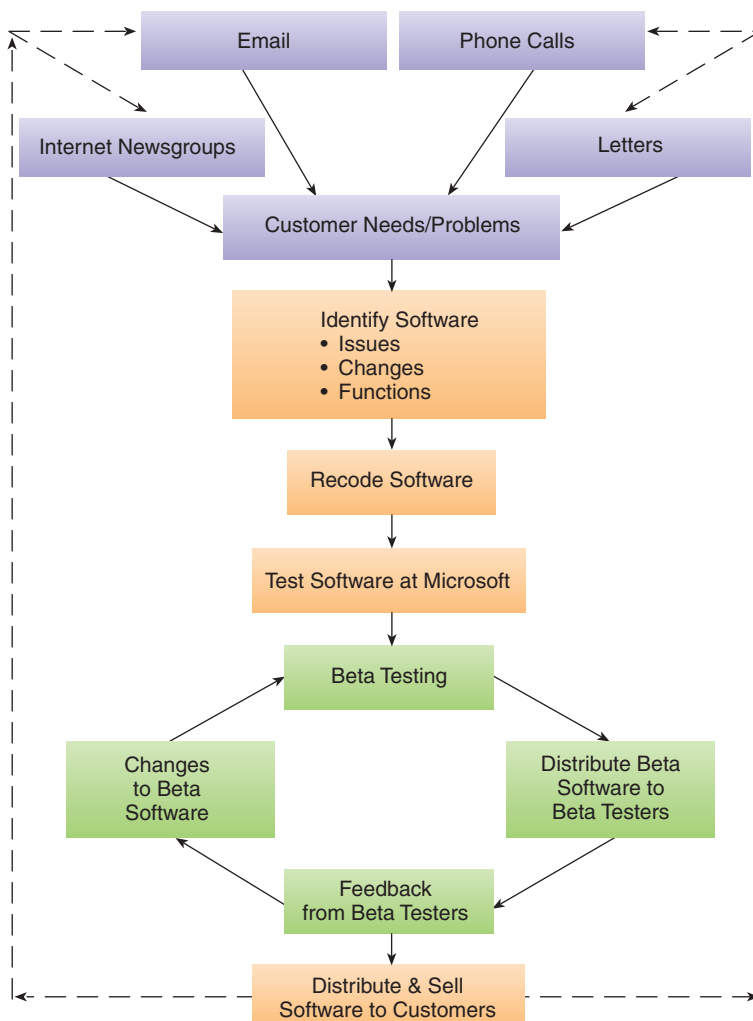 Email
Phone Calls
Internet Newsgroups
Letters
Customer Needs/Problems
Identify Software
• Issues
• Changes
• Functions
Recode Software
Test Software at Microsoft
Beta Testing
Changes
to Beta
Software
Distribute Beta
Software to
Beta Testers
Feedback
from Beta Testers
Distribute & Sell
Software to Customers